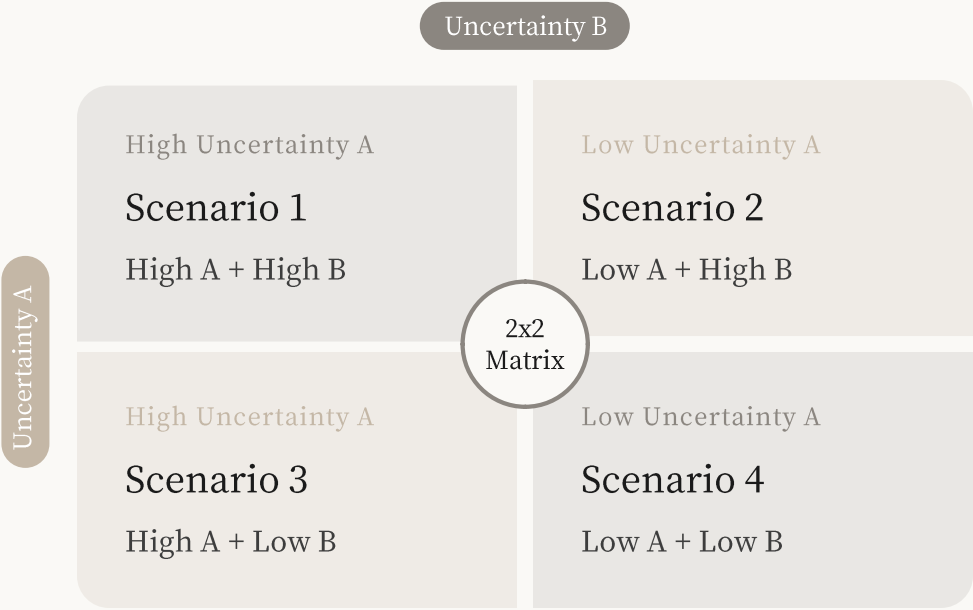 Uncertainty B
High Uncertainty A
Scenario 1
High A + High B
Low Uncertainty A
Scenario 2
Low A + High B
Uncertainty A
2x2
Matrix
High Uncertainty A
Scenario 3
High A + Low B
Low Uncertainty A
Scenario 4
Low A + Low B